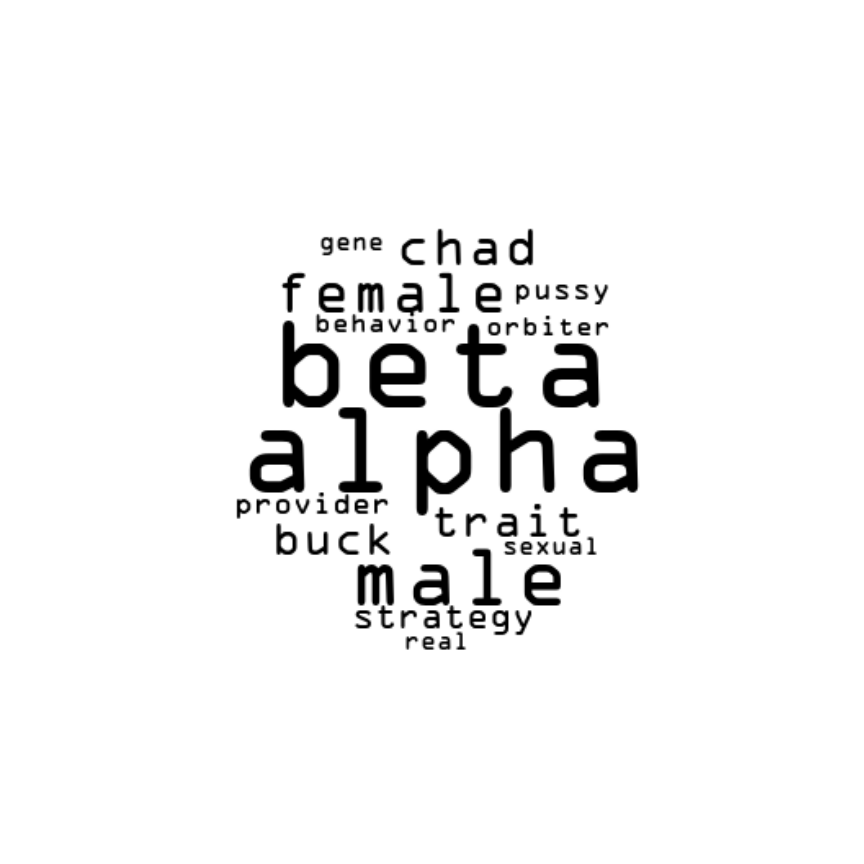 gene chad
female pussy
behavior orbiter
beta
alpha
provider trait
buck sexual
male
strategy
real